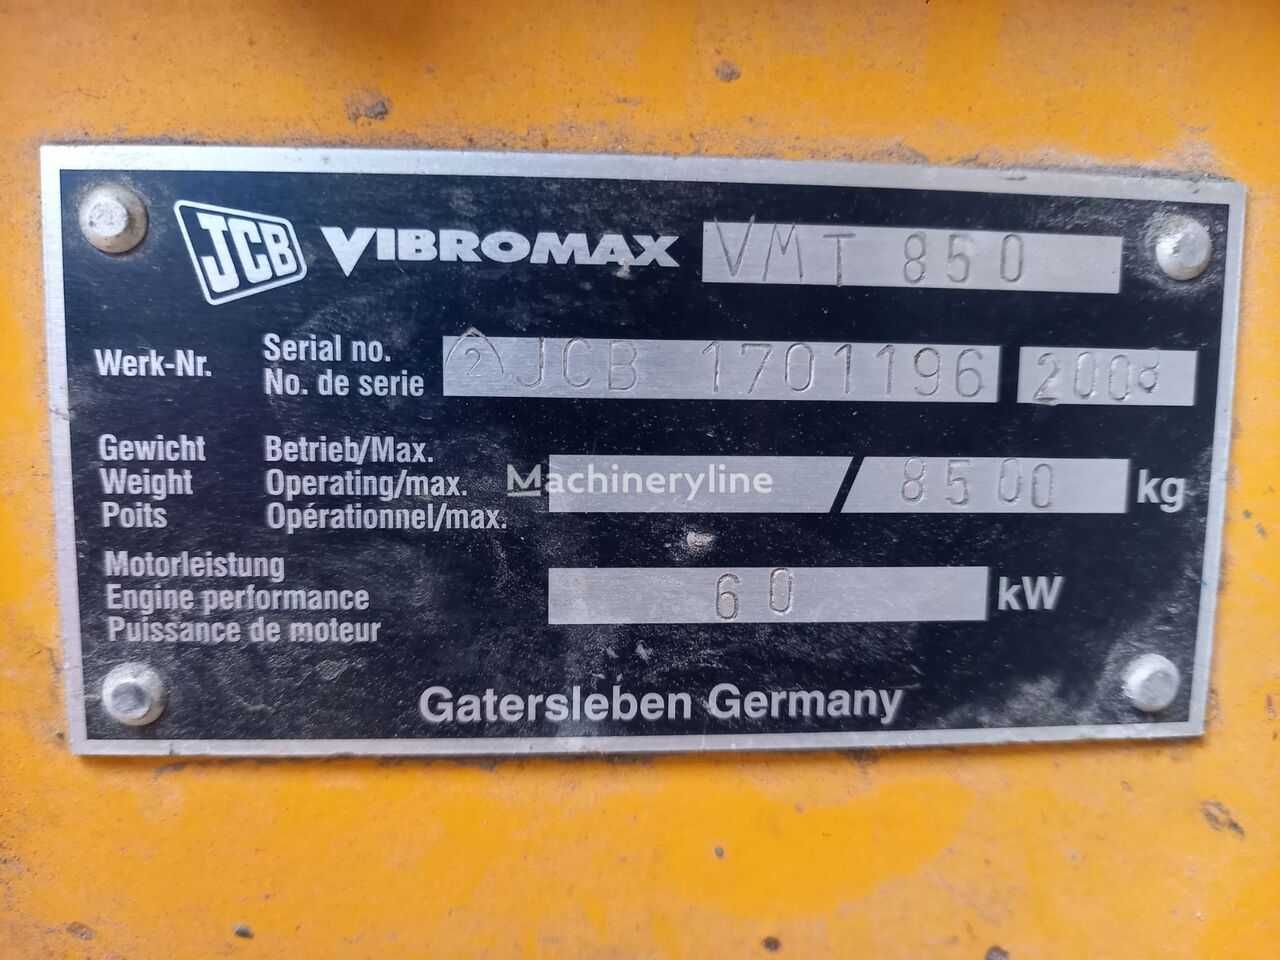 JCB VIBROMAX VMT 850
Werk-Nr. Serial no. 2 JCB 1701196
No. de serie
Gewicht Betrieb/Max.
Weight Operating/max. / 8500 kg
Poits Opérationnel/max.
Machineryline
Motorleistung
Engine performance 60 kW
Puissance de moteur
Gatersleben Germany